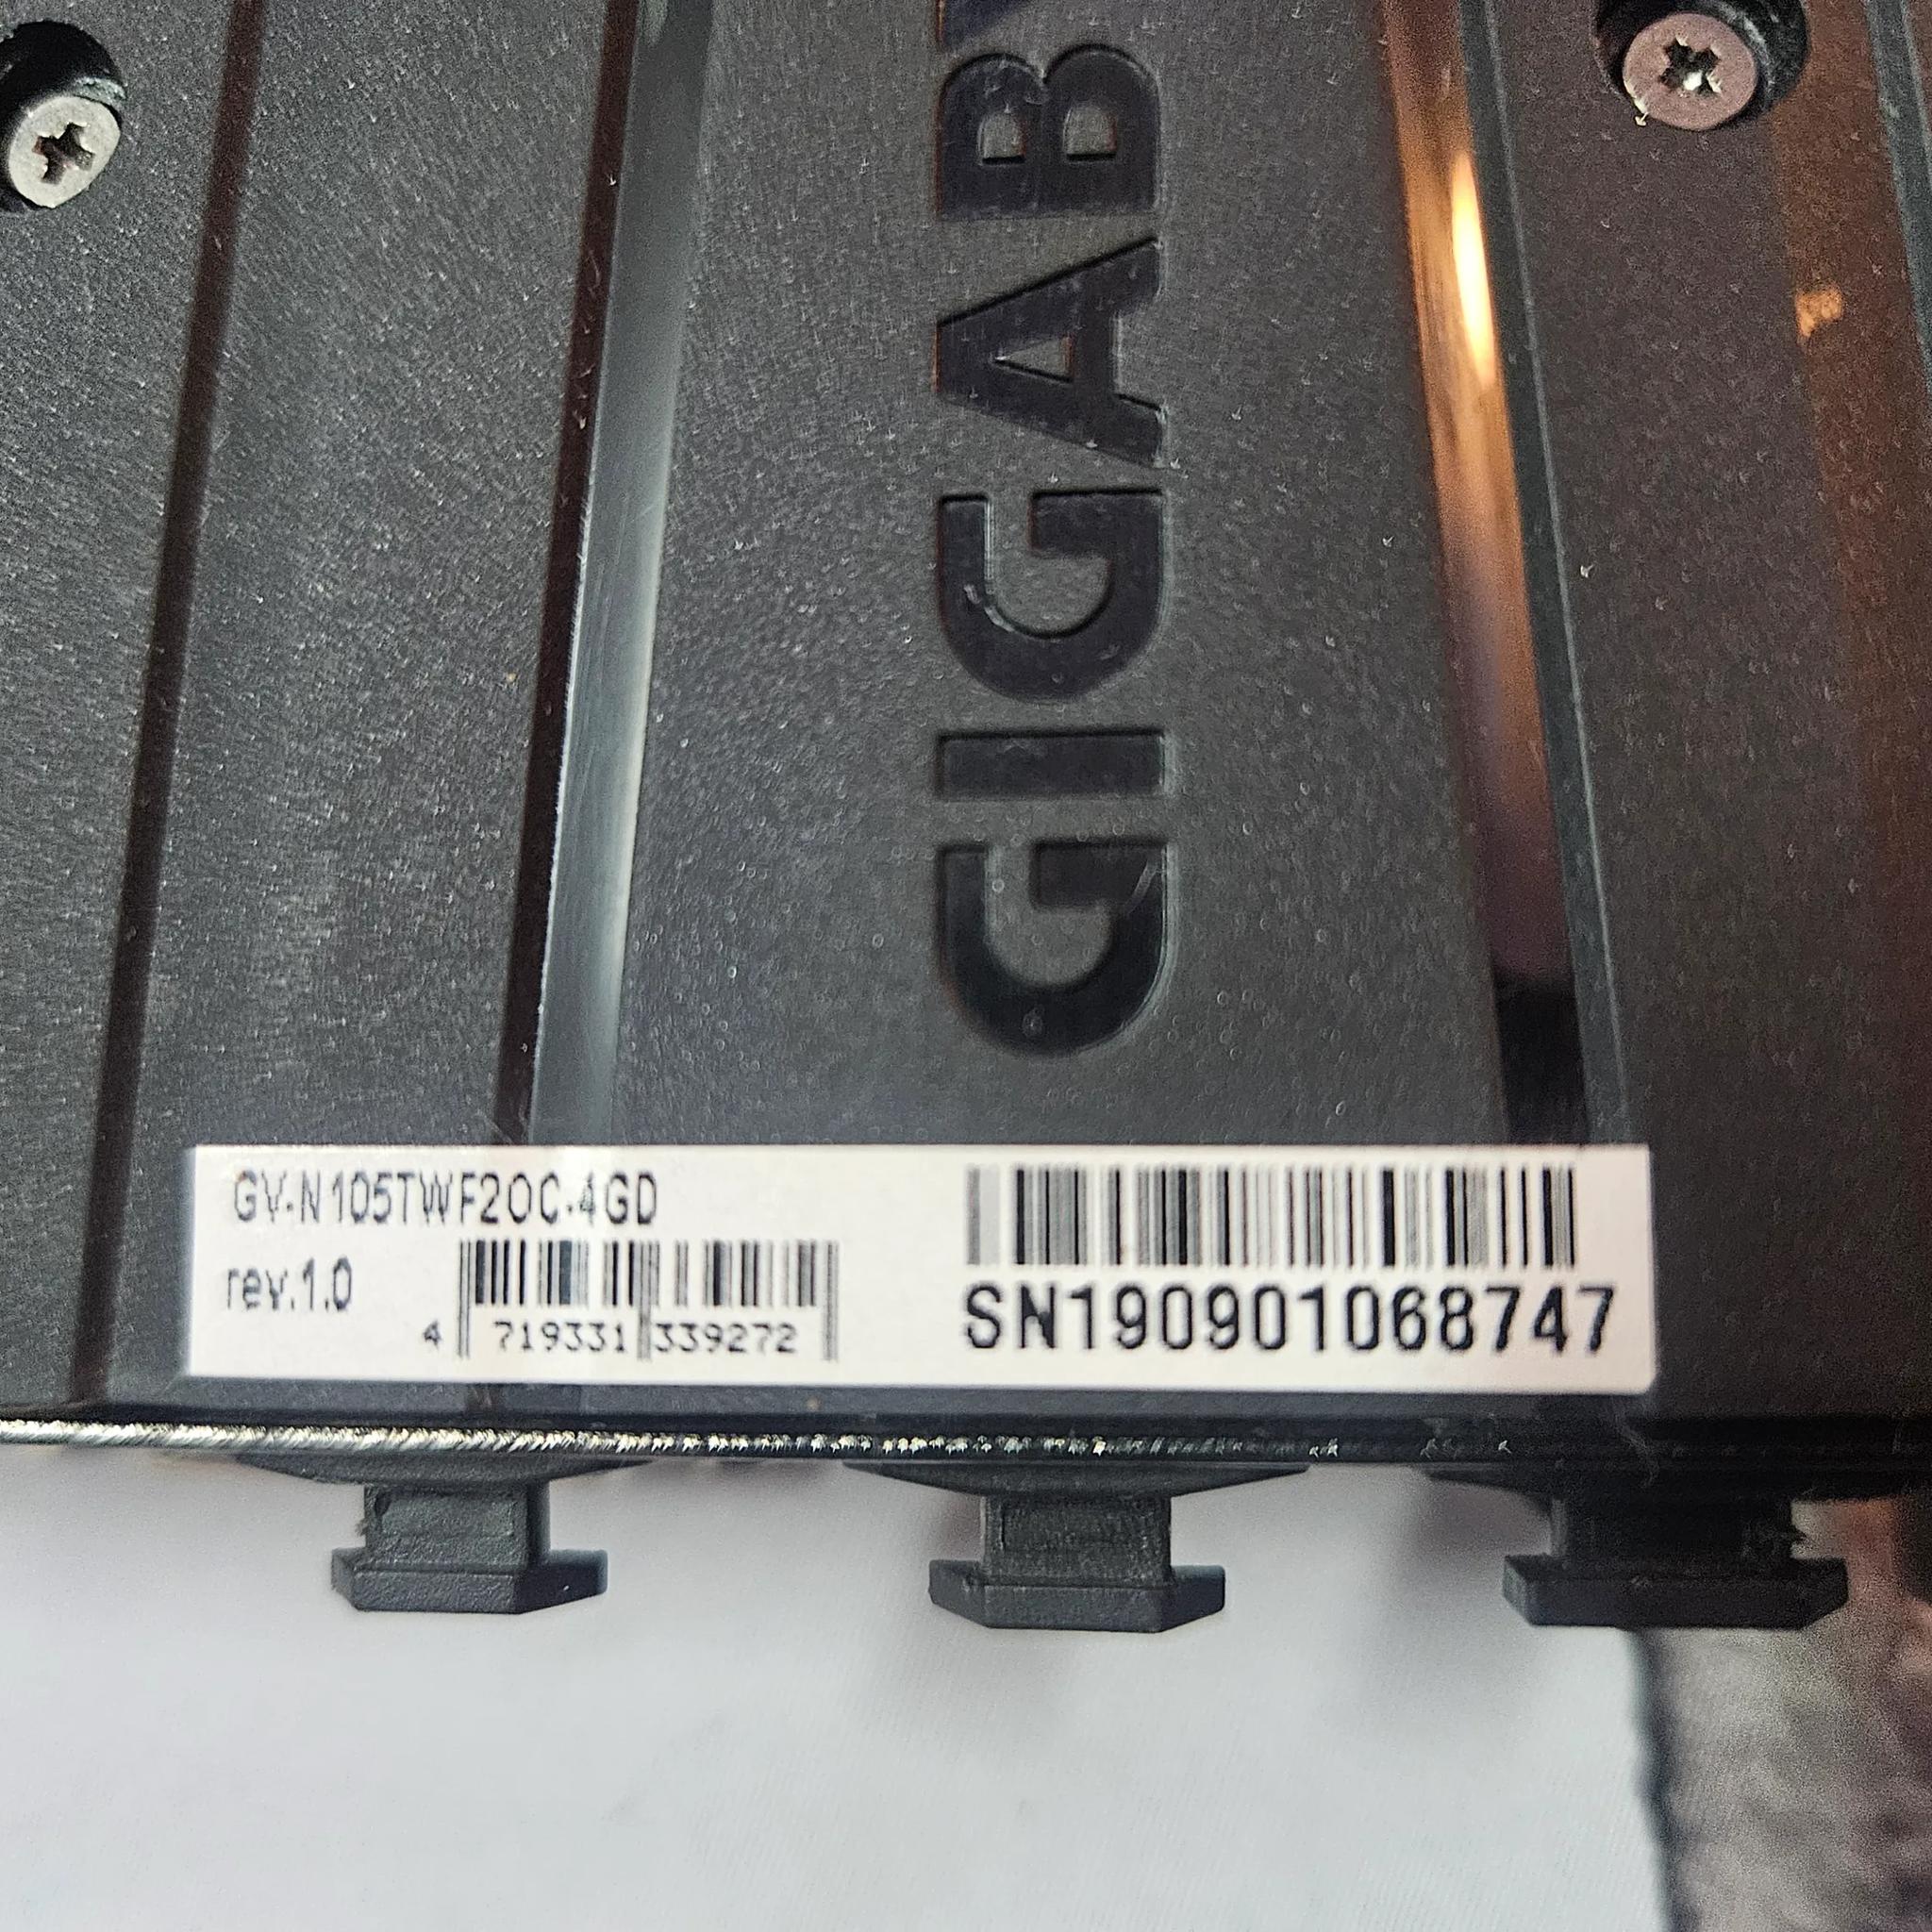 GIGAB
GV-N105TWF2OC-4GD
rev.1.0
4 719331 339272
SN190901068747